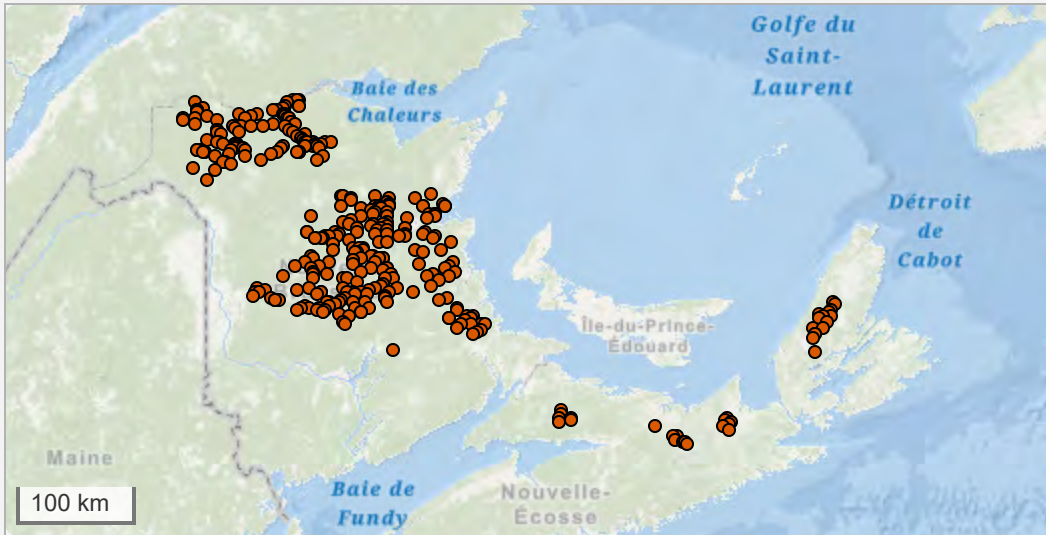 Golfe du
Saint-
Laurent
Baie des
Chaleurs
Détroit
de
Cabot
Île-du-Prince-
Édouard
Maine
100 km
Baie de
Fundy
Nouvelle-
Écosse